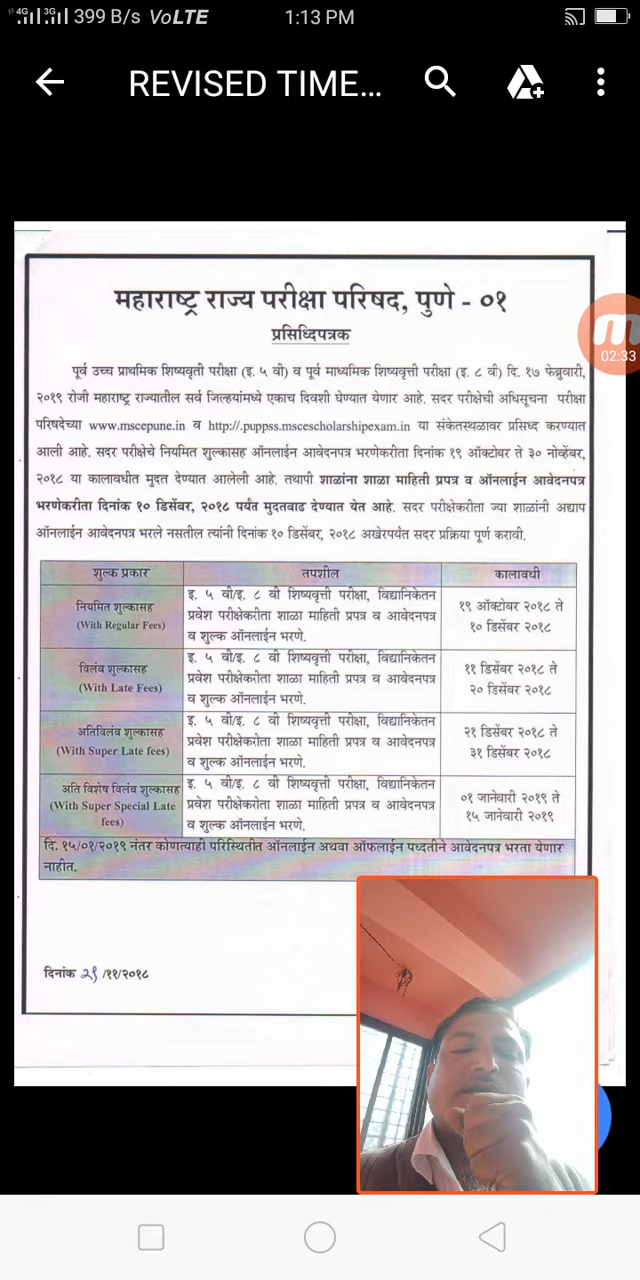 4G 3G 399 B/s VoLTE 1:13 PM
REVISED TIME...
महाराष्ट्र राज्य परीक्षा परिषद, पुणे - ०१
प्रसिध्दिपत्रक
पूर्व उच्च प्राथमिक शिष्यवृती परीक्षा (इ. ५ वी) व पूर्व माध्यमिक शिष्यवृत्ती परीक्षा (इ. ८ वी) दि. १७ फेब्रुवारी,
२०१९ रोजी महाराष्ट्र राज्यातील सर्व जिल्हयांमध्ये एकाच दिवशी घेण्यात येणार आहे. सदर परीक्षेची अधिसूचना परीक्षा
परिषदेच्या www.mscepune.in व http://.puppss.mscescholarshipexam.in या संकेतस्थळावर प्रसिध्द करण्यात
आली आहे. सदर परीक्षेचे नियमित शुल्कासह ऑनलाईन आवेदनपत्र भरणेकरीता दिनांक १९ ऑक्टोबर ते ३० नोव्हेंबर,
२०१८ या कालावधीत मुदत देण्यात आलेली आहे. तथापी शाळांना शाळा माहिती प्रपत्र व ऑनलाईन आवेदनपत्र
भरणेकरीता दिनांक १० डिसेंबर, २०१८ पर्यंत मुदतवाढ देण्यात येत आहे. सदर परीक्षेकरीता ज्या शाळांनी अद्याप
ऑनलाईन आवेदनपत्र भरले नसतील त्यांनी दिनांक १० डिसेंबर, २०१८ अखेरपर्यंत सदर प्रक्रिया पूर्ण करावी.
शुल्क प्रकार तपशील कालावधी
नियमित शुल्कासह
(With Regular Fees)
इ. ५ वी/इ. ८ वी शिष्यवृत्ती परीक्षा, विद्यानिकेतन
प्रवेश परीक्षेकरीता शाळा माहिती प्रपत्र व आवेदनपत्र
व शुल्क ऑनलाईन भरणे.
१९ ऑक्टोबर २०१८ ते
१० डिसेंबर २०१८
विलंब शुल्कासह
(With Late Fees)
इ. ५ वी/इ. ८ वी शिष्यवृत्ती परीक्षा, विद्यानिकेतन
प्रवेश परीक्षेकरीता शाळा माहिती प्रपत्र व आवेदनपत्र
व शुल्क ऑनलाईन भरणे.
११ डिसेंबर २०१८ ते
२० डिसेंबर २०१८
अतिविलंब शुल्कासह
(With Super Late fees)
इ. ५ वी/इ. ८ वी शिष्यवृत्ती परीक्षा, विद्यानिकेतन
प्रवेश परीक्षेकरीता शाळा माहिती प्रपत्र व आवेदनपत्र
व शुल्क ऑनलाईन भरणे.
२१ डिसेंबर २०१८ ते
३१ डिसेंबर २०१८
अति विशेष विलंब शुल्कासह
(With Super Special Late
fees)
इ. ५ वी/इ. ८ वी शिष्यवृत्ती परीक्षा, विद्यानिकेतन
प्रवेश परीक्षेकरीता शाळा माहिती प्रपत्र व आवेदनपत्र
व शुल्क ऑनलाईन भरणे.
०१ जानेवारी २०१९ ते
१५ जानेवारी २०१९
दि. १५/०१/२०१९ नंतर कोणत्याही परिस्थितीत ऑनलाईन अथवा ऑफलाईन पध्दतीने आवेदनपत्र भरता येणार
नाहीत.
दिनांक २९ /११/२०१८
m
02:33